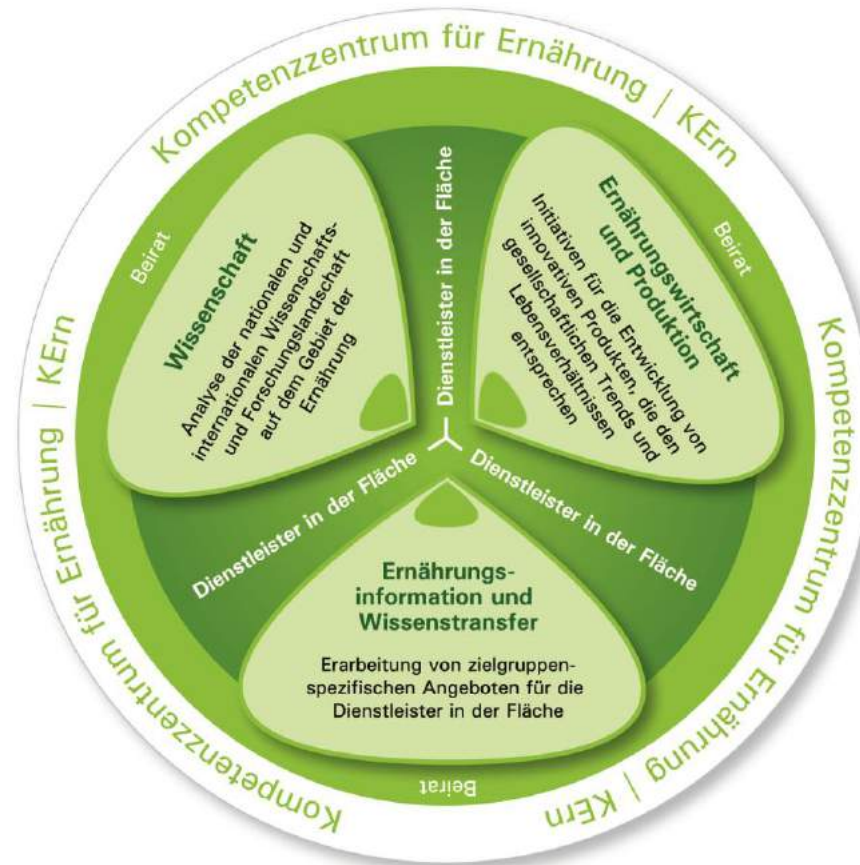 Kompetenzzentrum für Ernährung | KErn
Kompetenzzentrum für Ernährung | KErn
Kompetenzzentrum für Ernährung | KErn
Beirat
Wissenschaft
Analyse der nationalen und
internationalen Wissenschafts-
und Forschungslandschaft
auf dem Gebiet der
Ernährung
Dienstleister in der Fläche
Beirat
Ernährungswirtschaft
und Produktion
Initiativen für die Entwicklung von
innovativen Produkten, die den
gesellschaftlichen Trends und
Lebensverhältnissen
entsprechen
Dienstleister in der Fläche
Dienstleister in der Fläche
Ernährungs-
information und
Wissenstransfer
Erarbeitung von zielgruppen-
spezifischen Angeboten für die
Dienstleister in der Fläche
Beirat